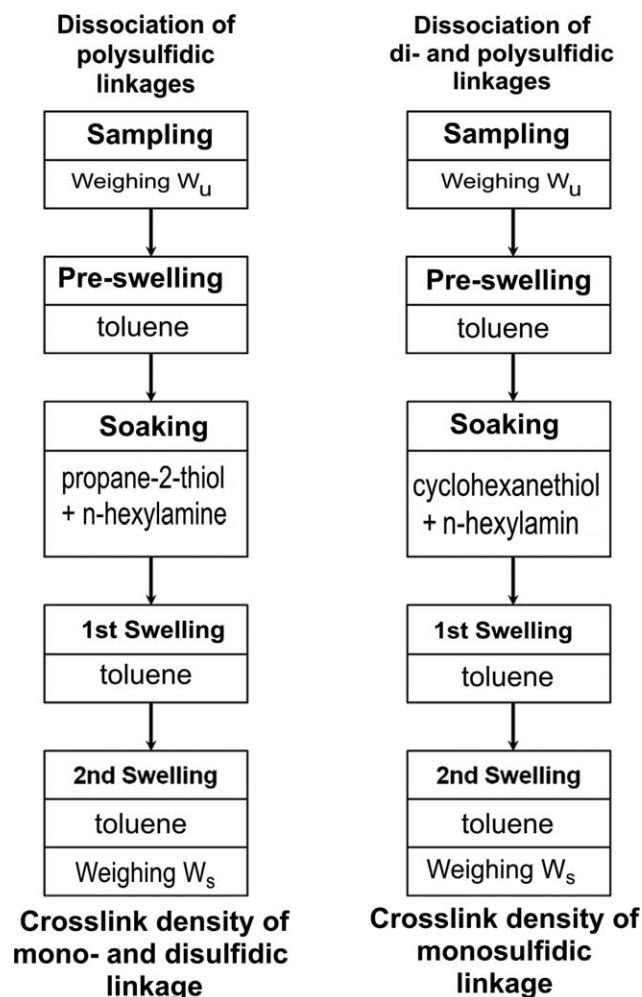 Dissociation of
polysulfidic
linkages
Sampling
Weighing Wu
Pre-swelling
toluene
Soaking
propane-2-thiol
+ n-hexylamine
1st Swelling
toluene
2nd Swelling
toluene
Weighing Ws
Crosslink density of
mono- and disulfidic
linkage
Dissociation of
di- and polysulfidic
linkages
Sampling
Weighing Wu
Pre-swelling
toluene
Soaking
cyclohexanethiol
+ n-hexylamin
1st Swelling
toluene
2nd Swelling
toluene
Weighing Ws
Crosslink density of
monosulfidic
linkage